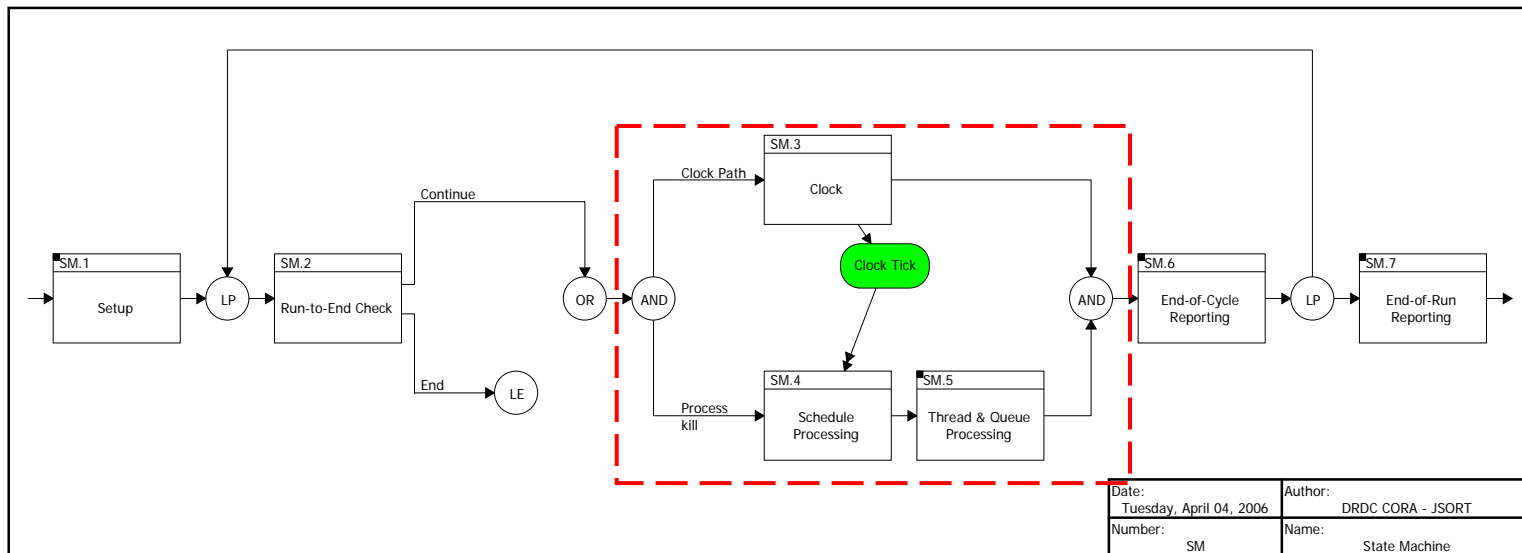 SM.1
Setup
LP
SM.2
Run-to-End Check
Continue
End
LE
OR
AND
Clock Path
SM.3
Clock
Clock Tick
Process
kill
SM.4
Schedule
Processing
SM.5
Thread & Queue
Processing
AND
SM.6
End-of-Cycle
Reporting
LP
SM.7
End-of-Run
Reporting
Date:
Tuesday, April 04, 2006
Author:
DRDC CORA - JSORT
Number:
SM
Name:
State Machine